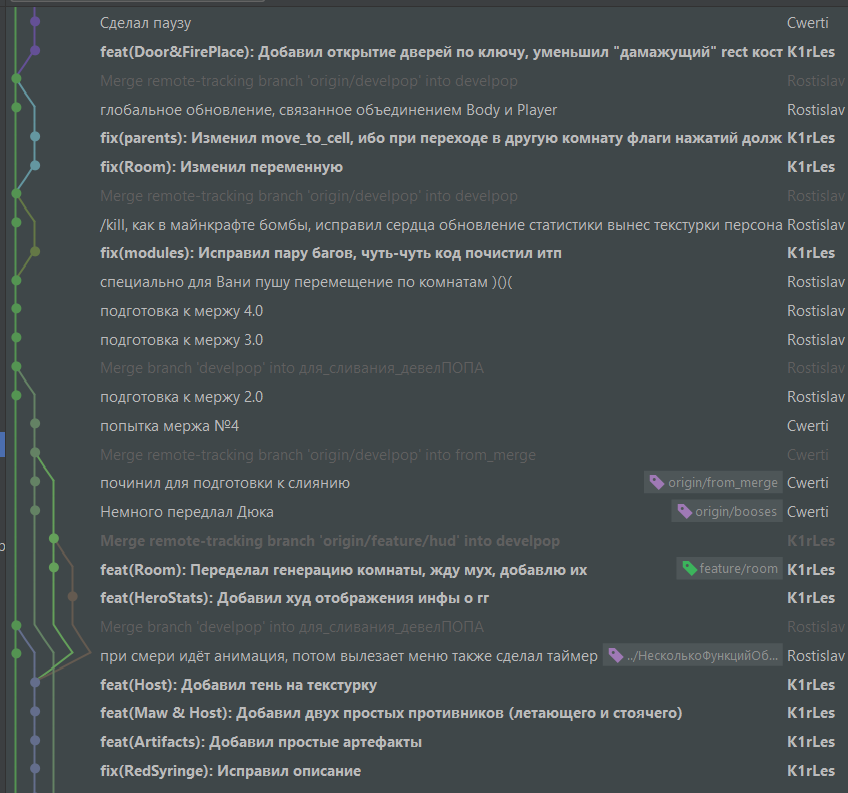 Сделал паузу Cwerti
feat(Door&FirePlace): Добавил открытие дверей по ключу, уменьшил "дамажущий" rect кост K1rLes
Merge remote-tracking branch 'origin/develpop' into develpop Rostislav
глобальное обновление, связанное объединением Body и Player Rostislav
fix(parents): Изменил move_to_cell, ибо при переходе в другую комнату флаги нажатий долж K1rLes
fix(Room): Изменил переменную K1rLes
Merge remote-tracking branch 'origin/develpop' into develpop Rostislav
/kill, как в майнкрафте бомбы, исправил сердца обновление статистики вынес текстурки персона Rostislav
fix(modules): Исправил пару багов, чуть-чуть код почистил итп K1rLes
специально для Вани пушу перемещение по комнатам )()( Rostislav
подготовка к мержу 4.0 Rostislav
подготовка к мержу 3.0 Rostislav
Merge branch 'develpop' into для_сливания_девелПОПА Rostislav
подготовка к мержу 2.0 Rostislav
попытка мержа №4 Cwerti
Merge remote-tracking branch 'origin/develpop' into from_merge Cwerti
починил для подготовки к слиянию origin/from_merge Cwerti
Немного передлал Дюка origin/booses Cwerti
Merge remote-tracking branch 'origin/feature/hud' into develpop K1rLes
feat(Room): Переделал генерацию комнаты, жду мух, добавлю их feature/room K1rLes
feat(HeroStats): Добавил худ отображения инфы о гг K1rLes
Merge branch 'develpop' into для_сливания_девелПОПА Rostislav
при смери идёт анимация, потом вылезает меню также сделал таймер ../НесколькоФункцийОб... Rostislav
feat(Host): Добавил тень на текстурку K1rLes
feat(Maw & Host): Добавил двух простых противников (летающего и стоячего) K1rLes
feat(Artifacts): Добавил простые артефакты K1rLes
fix(RedSyringe): Исправил описание K1rLes